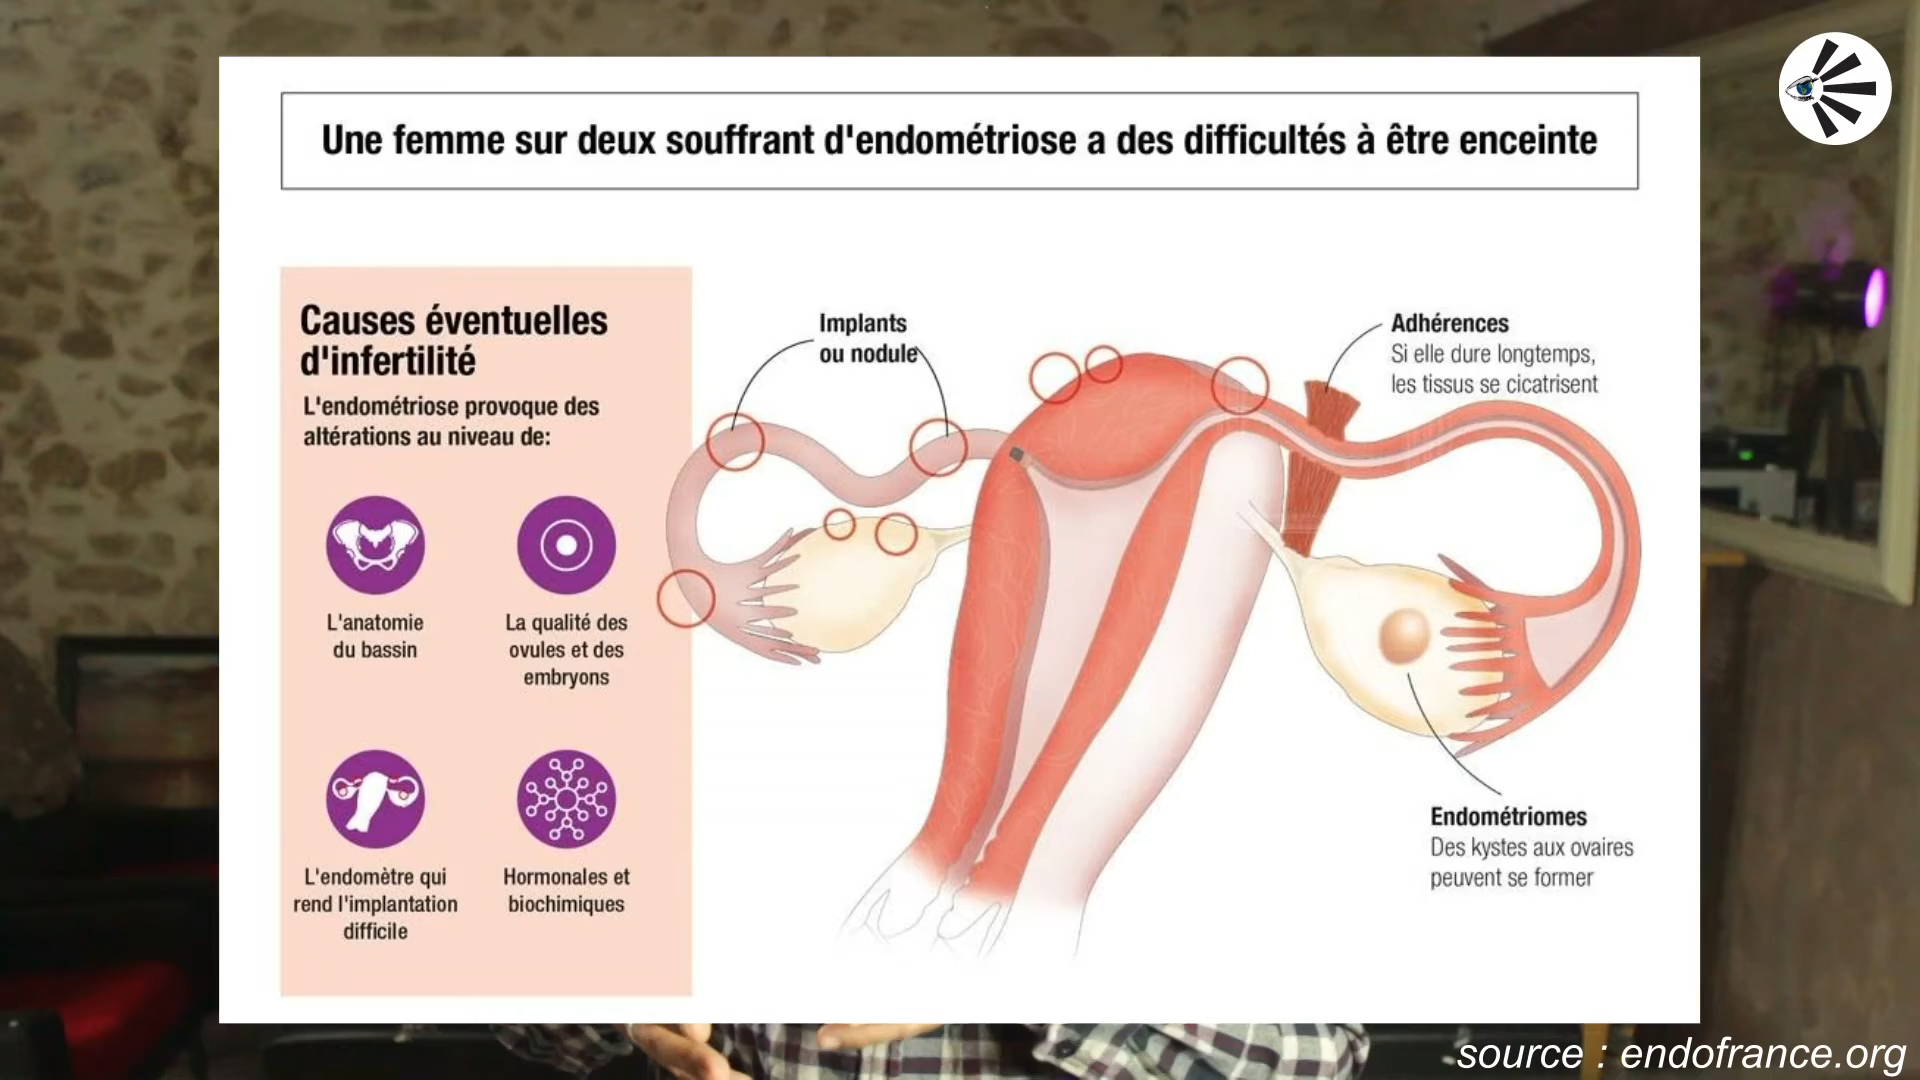 Une femme sur deux souffrant d'endométriose a des difficultés à être enceinte
Causes éventuelles
d'infertilité
L'endométriose provoque des
altérations au niveau de:
L'anatomie
du bassin
La qualité des
ovules et des
embryons
L'endomètre qui
rend l'implantation
difficile
Hormonales et
biochimiques
Implants
ou nodule
Adhérences
Si elle dure longtemps,
les tissus se cicatrisent
Endométriomes
Des kystes aux ovaires
peuvent se former
source : endofrance.org